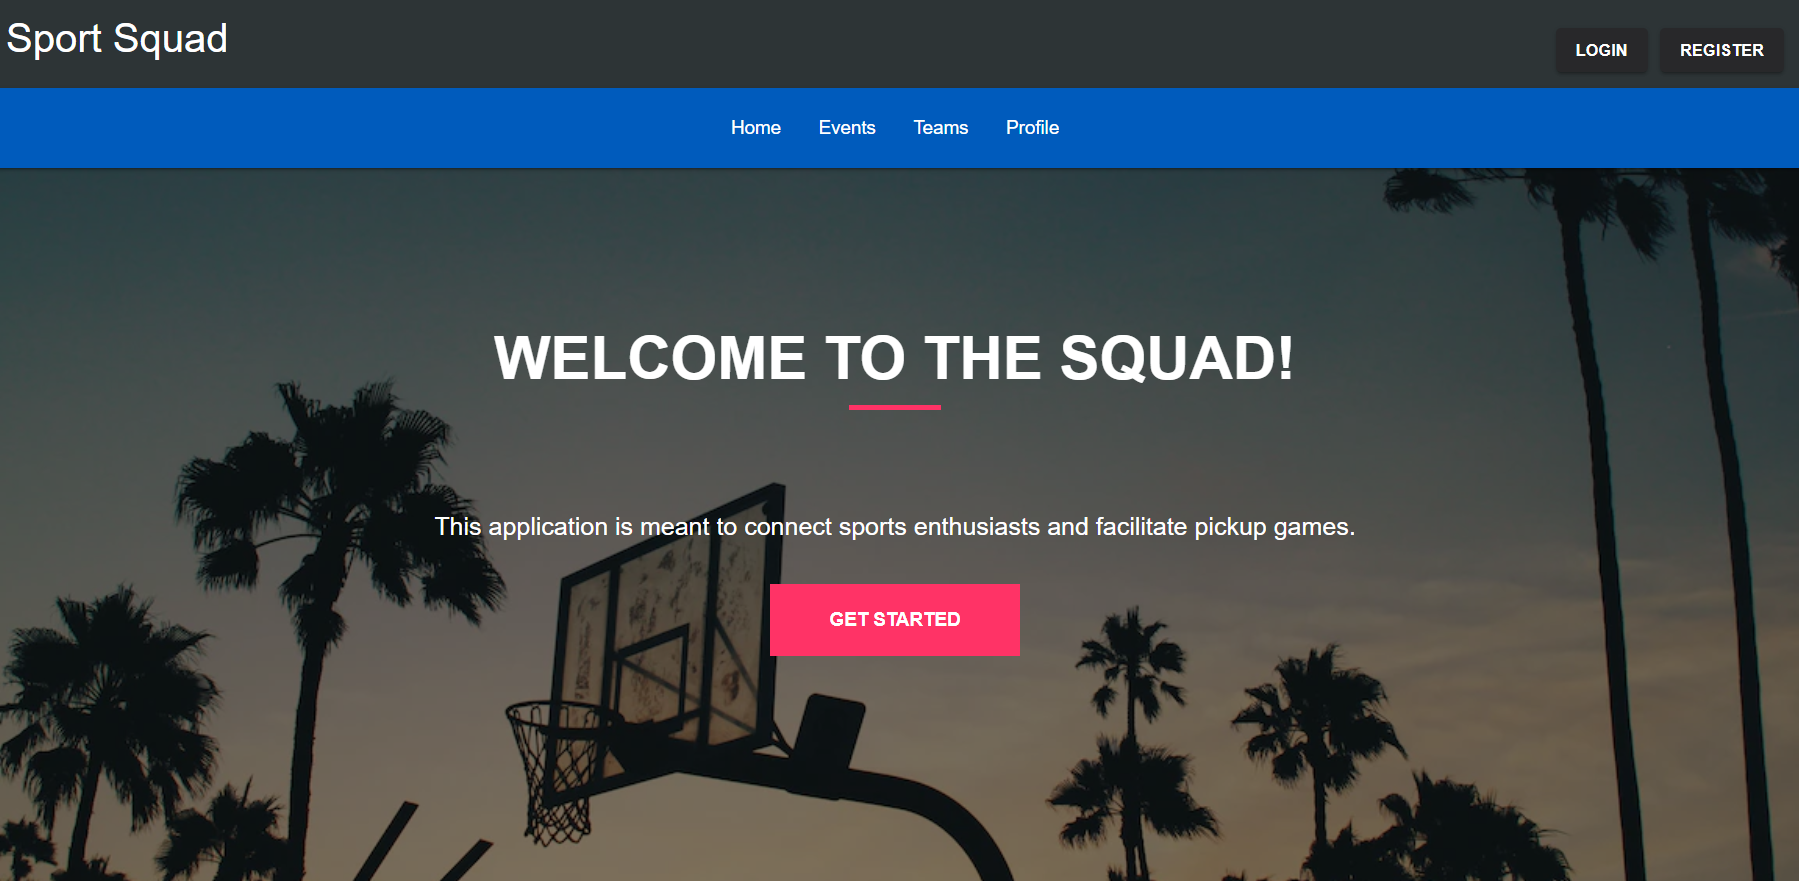 Sport Squad
LOGIN REGISTER
Home Events Teams Profile
WELCOME TO THE SQUAD!
This application is meant to connect sports enthusiasts and facilitate pickup games.
GET STARTED